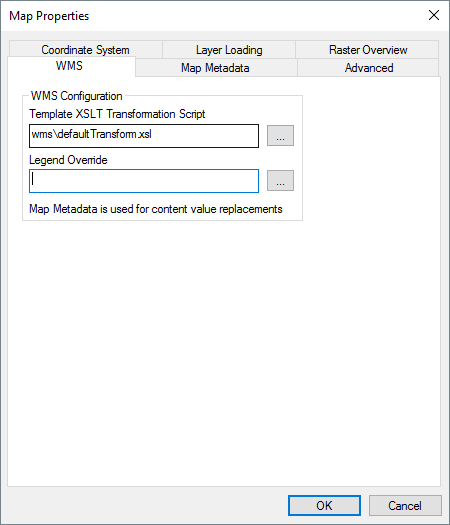 Map Properties
Coordinate System Layer Loading Raster Overview
WMS Map Metadata Advanced
WMS Configuration
Template XSLT Transformation Script
wms\defaultTransform.xsl ...
Legend Override
...
Map Metadata is used for content value replacements
OK Cancel